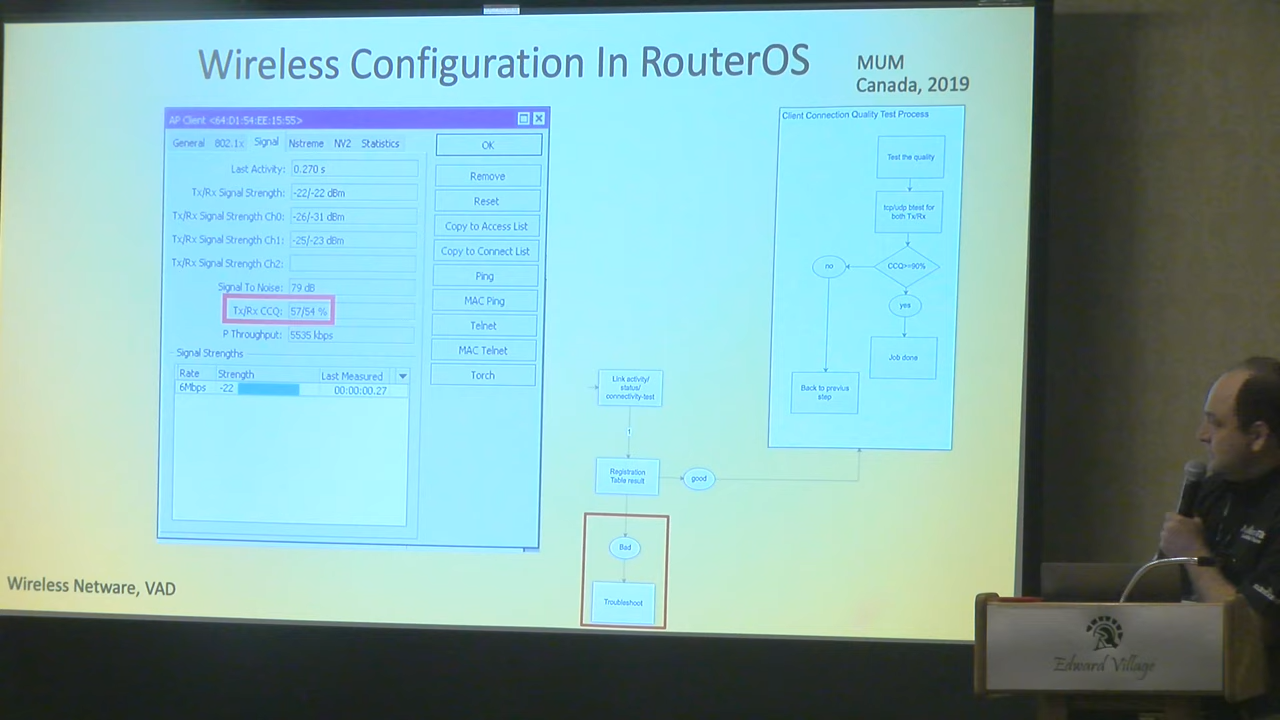 Wireless Configuration In RouterOS
MUM
Canada, 2019
AP Client <64:D1:54:EE:15:55>
General 802.1x Signal Nstreme NV2 Statistics
Last Activity: 0.270 s
Tx/Rx Signal Strength: -22/-22 dBm
Tx/Rx Signal Strength Ch0: -26/-31 dBm
Tx/Rx Signal Strength Ch1: -25/-23 dBm
Tx/Rx Signal Strength Ch2:
Signal To Noise: 79 dB
Tx/Rx CCQ: 57/54 %
P Throughput: 5535 kbps
Signal Strengths
Rate Strength Last Measured
6Mbps -22 00:00:00.27
OK
Remove
Reset
Copy to Access List
Copy to Connect List
Ping
MAC Ping
Telnet
MAC Telnet
Torch
Client Connection Quality Test Process
Test the quality
tcp/udp btest for
both Tx/Rx
CCQ>=90%
no
yes
Job done
Back to previus
step
Link activity/
status/
connectivity-test
1
Registration
Table result
good
Bad
Troubleshoot
Wireless Netware, VAD
Edward Village